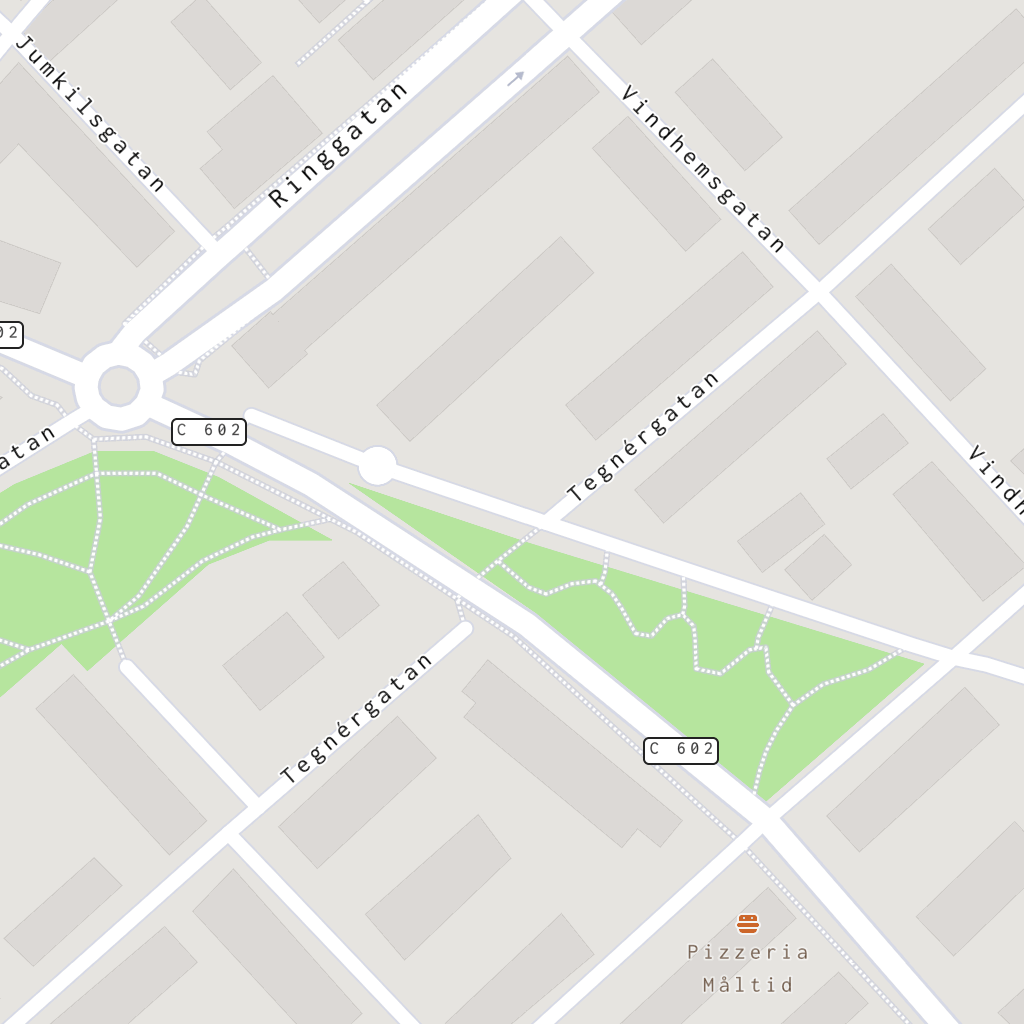 Jumkilsgatan
Ringgatan
Vindhemsgatan
02
C 602
atan
Tegnérgatan
Vindh
Tegnérgatan
C 602
Pizzeria
Måltid